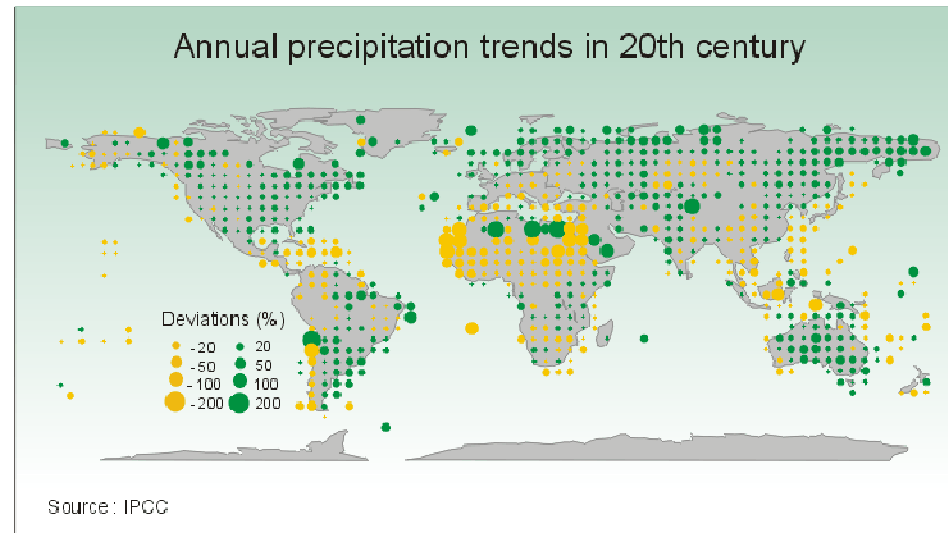 Annual precipitation trends in 20th century
Deviations (%)
-20 20
-50 50
-100 100
-200 200
Source : IPCC